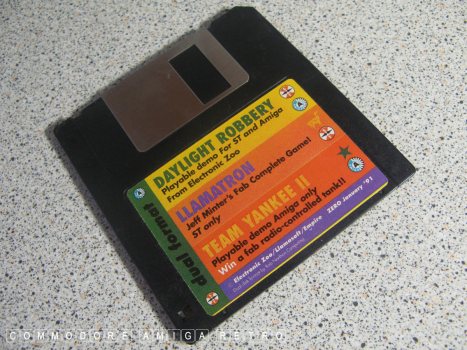 DAYLIGHT ROBBERY
Playable demo For ST and Amiga
From Electronic Zoo
LLAMATRON
Jeff Minter's Fab Complete Game!
ST only
TEAM YANKEE II
Playable demo Amiga only
Win a fab radio-controlled tank!!
Electronic Zoo/Llamasoft/Empire ZERO January '92
dual format
COMMODORE AMIGA RETRO